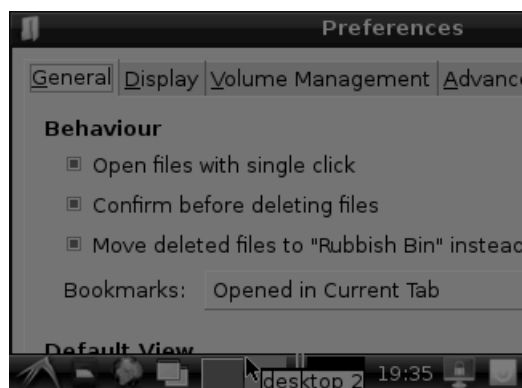 Preferences
General Display Volume Management Advanc
Behaviour
Open files with single click
Confirm before deleting files
Move deleted files to "Rubbish Bin" instead
Bookmarks: Opened in Current Tab
Default View
desktop 2 19:35